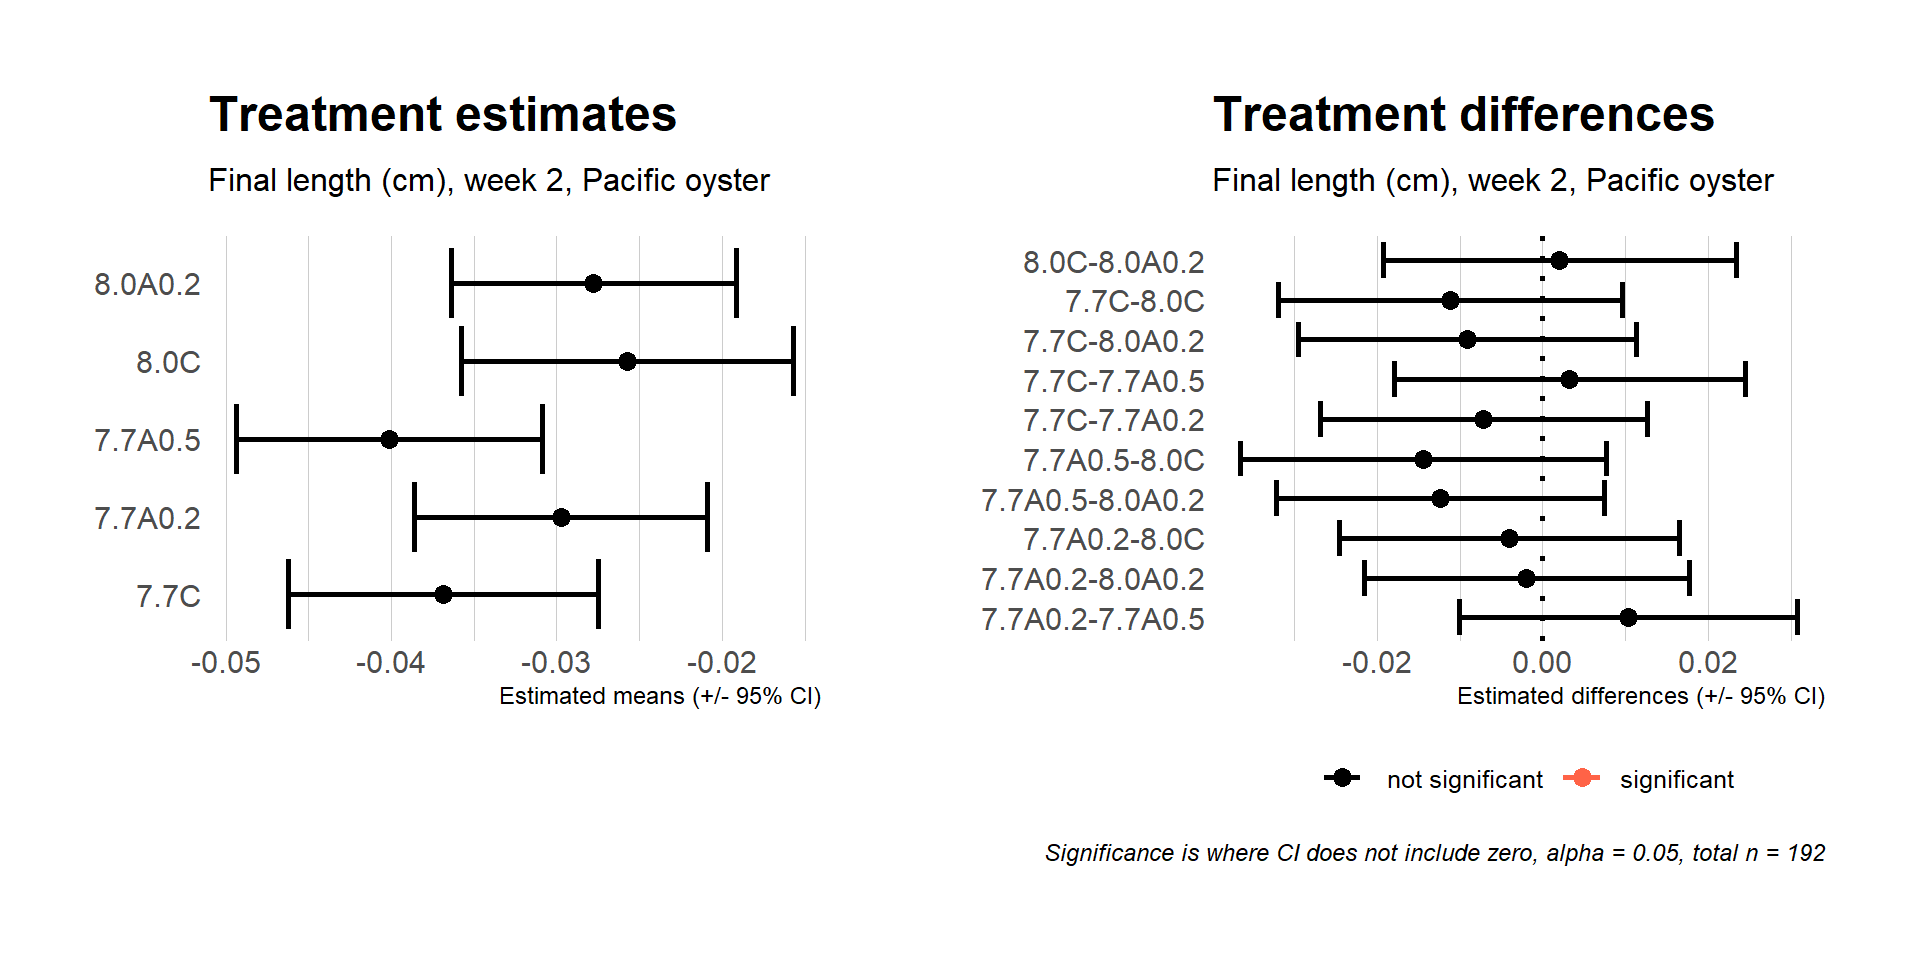 Treatment estimates
Final length (cm), week 2, Pacific oyster
8.0A0.2
8.0C
7.7A0.5
7.7A0.2
7.7C
-0.05 -0.04 -0.03 -0.02
Estimated means (+/- 95% CI)
Treatment differences
Final length (cm), week 2, Pacific oyster
8.0C-8.0A0.2
7.7C-8.0C
7.7C-8.0A0.2
7.7C-7.7A0.5
7.7C-7.7A0.2
7.7A0.5-8.0C
7.7A0.5-8.0A0.2
7.7A0.2-8.0C
7.7A0.2-8.0A0.2
7.7A0.2-7.7A0.5
-0.02 0.00 0.02
Estimated differences (+/- 95% CI)
not significant significant
Significance is where CI does not include zero, alpha = 0.05, total n = 192